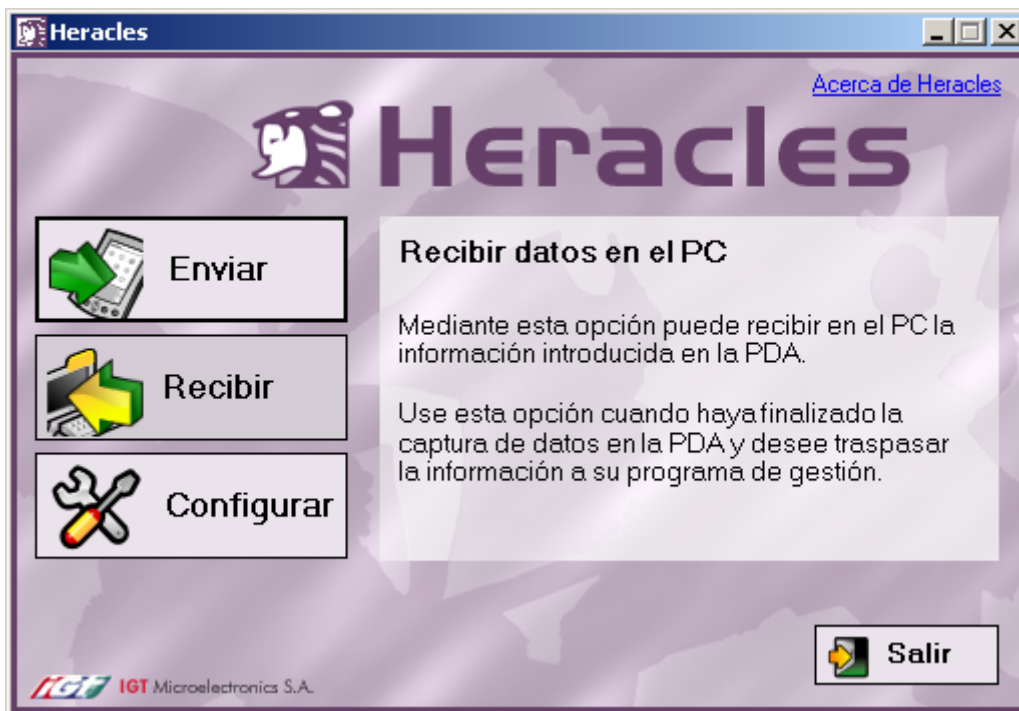 Heracles
Acerca de Heracles
Heracles
Enviar
Recibir
Configurar
Recibir datos en el PC
Mediante esta opción puede recibir en el PC la
información introducida en la PDA.
Use esta opción cuando haya finalizado la
captura de datos en la PDA y desee traspasar
la información a su programa de gestión.
Salir
IGT IGT Microelectronics S.A.